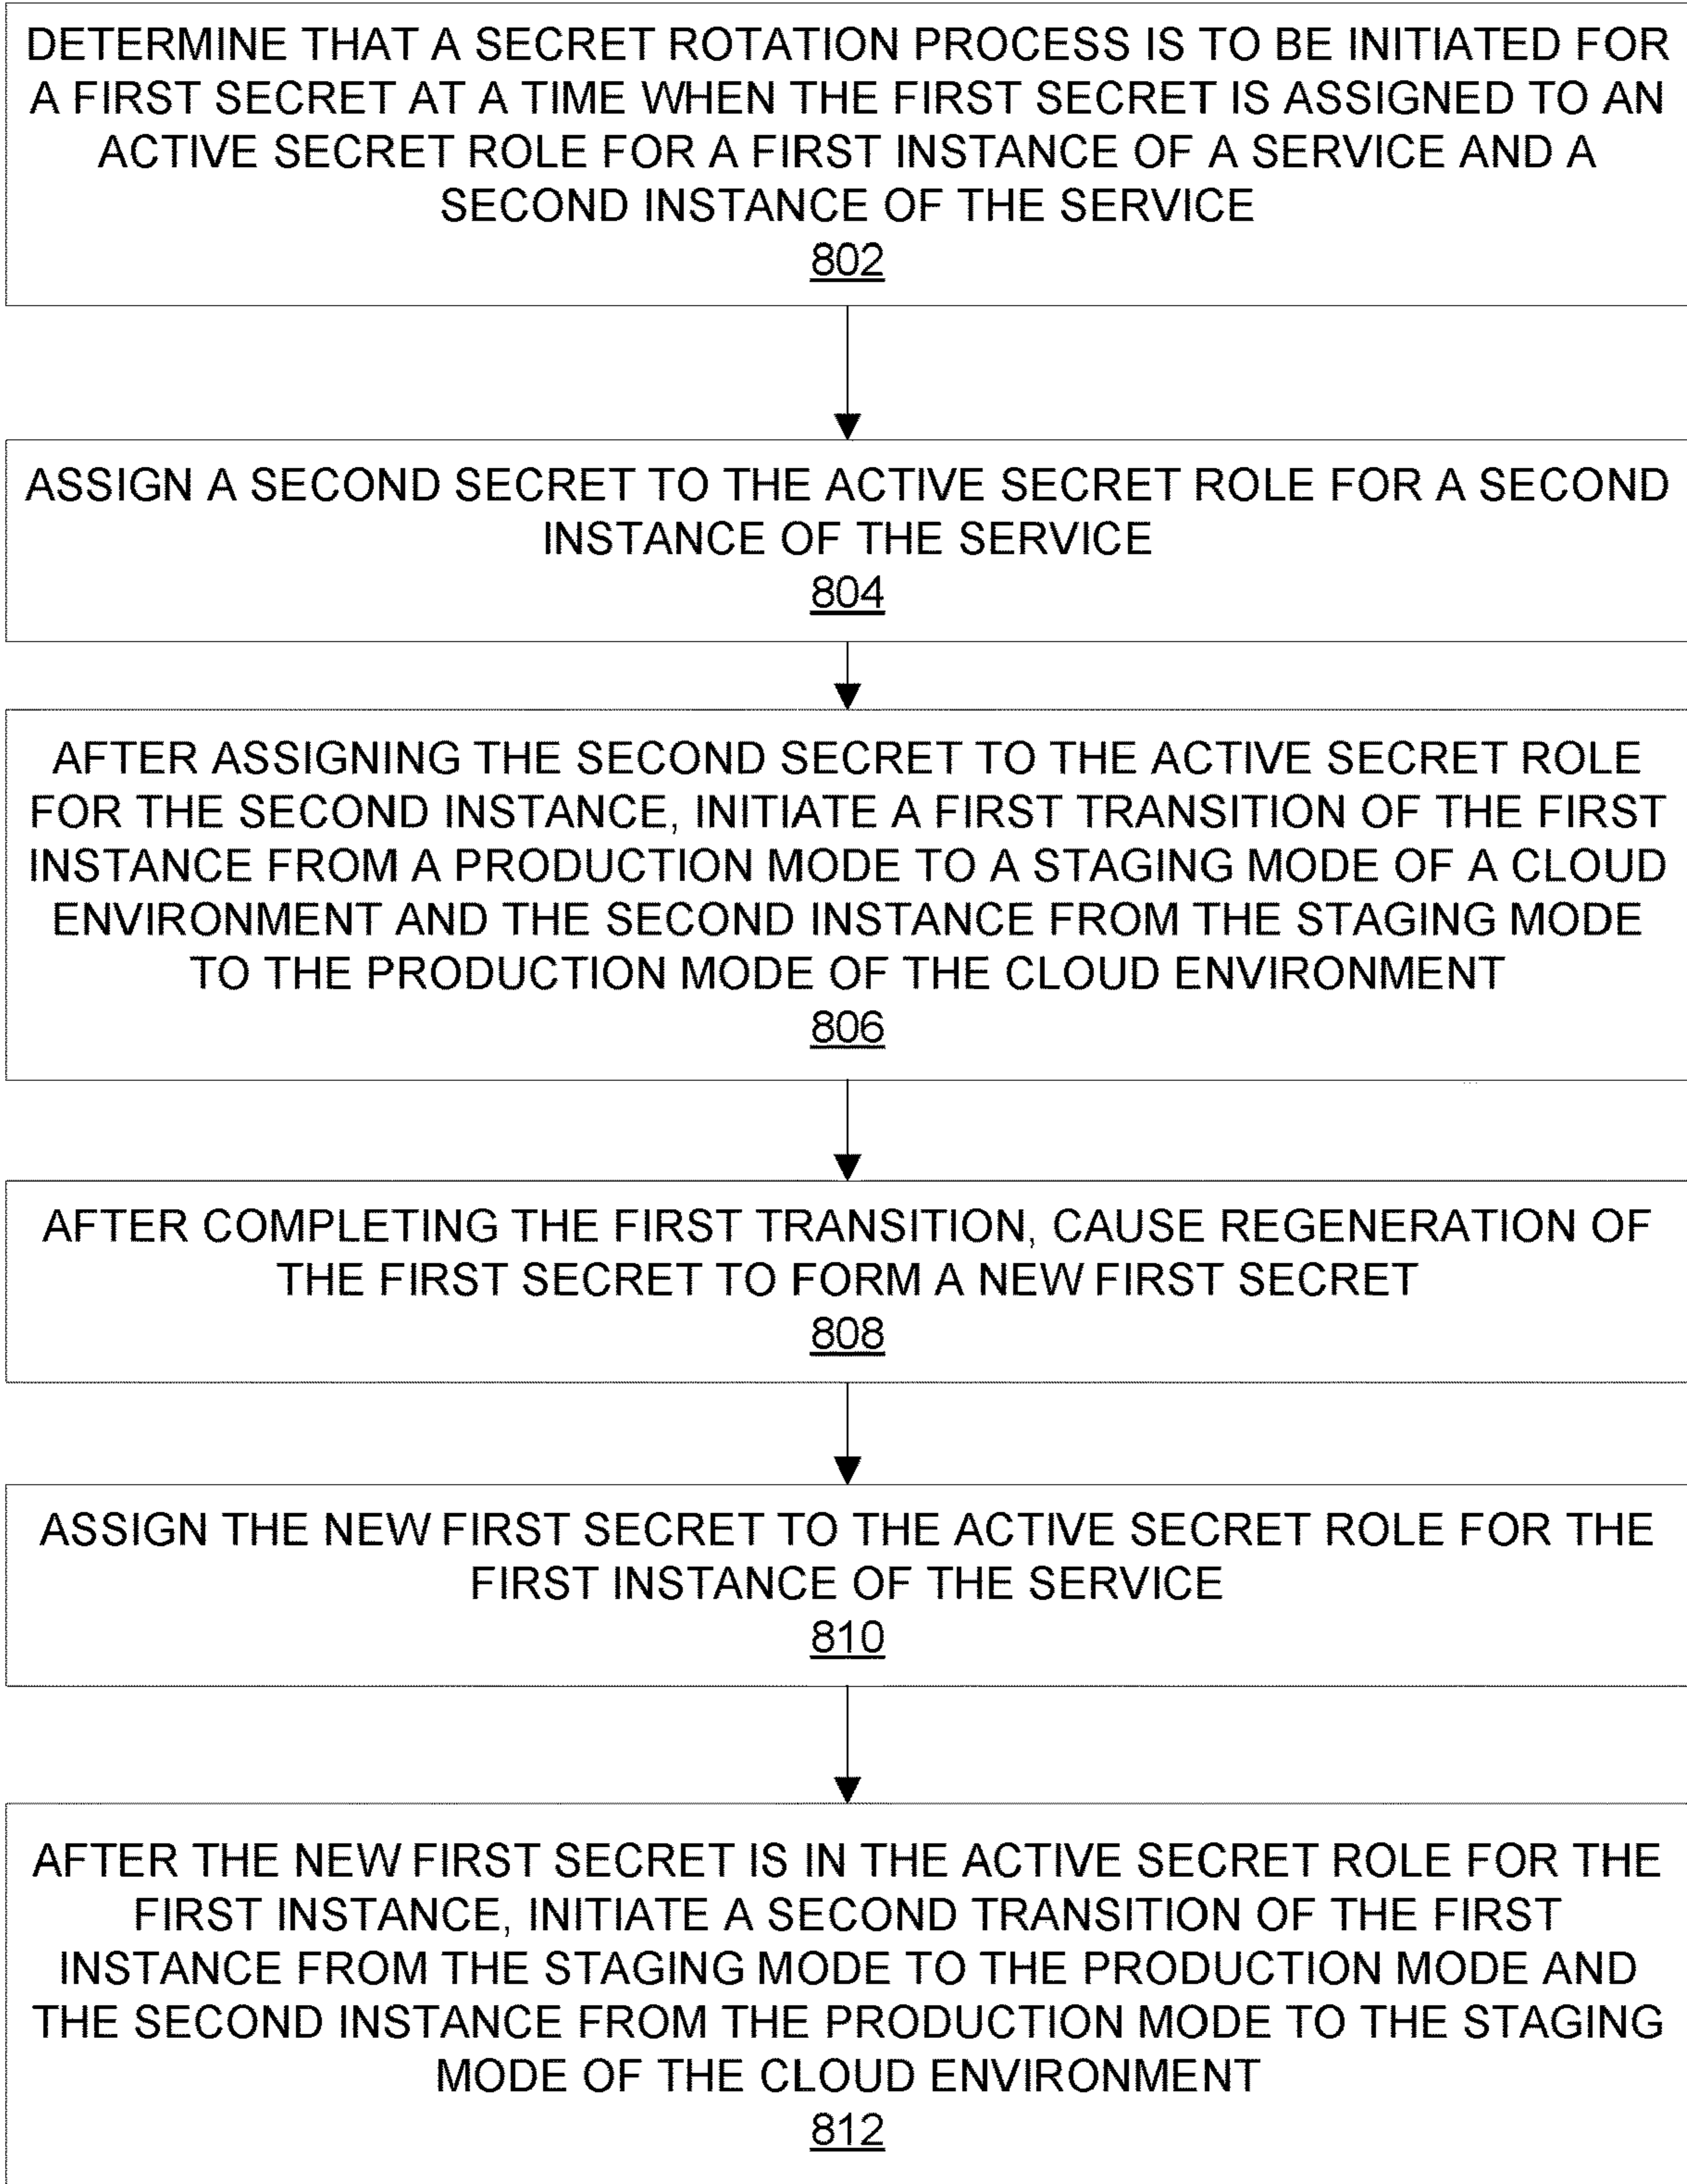 DETERMINE THAT A SECRET ROTATION PROCESS IS TO BE INITIATED FOR
A FIRST SECRET AT A TIME WHEN THE FIRST SECRET IS ASSIGNED TO AN
ACTIVE SECRET ROLE FOR A FIRST INSTANCE OF A SERVICE AND A
SECOND INSTANCE OF THE SERVICE
802
ASSIGN A SECOND SECRET TO THE ACTIVE SECRET ROLE FOR A SECOND
INSTANCE OF THE SERVICE
804
AFTER ASSIGNING THE SECOND SECRET TO THE ACTIVE SECRET ROLE
FOR THE SECOND INSTANCE, INITIATE A FIRST TRANSITION OF THE FIRST
INSTANCE FROM A PRODUCTION MODE TO A STAGING MODE OF A CLOUD
ENVIRONMENT AND THE SECOND INSTANCE FROM THE STAGING MODE
TO THE PRODUCTION MODE OF THE CLOUD ENVIRONMENT
806
AFTER COMPLETING THE FIRST TRANSITION, CAUSE REGENERATION OF
THE FIRST SECRET TO FORM A NEW FIRST SECRET
808
ASSIGN THE NEW FIRST SECRET TO THE ACTIVE SECRET ROLE FOR THE
FIRST INSTANCE OF THE SERVICE
810
AFTER THE NEW FIRST SECRET IS IN THE ACTIVE SECRET ROLE FOR THE
FIRST INSTANCE, INITIATE A SECOND TRANSITION OF THE FIRST
INSTANCE FROM THE STAGING MODE TO THE PRODUCTION MODE AND
THE SECOND INSTANCE FROM THE PRODUCTION MODE TO THE STAGING
MODE OF THE CLOUD ENVIRONMENT
812